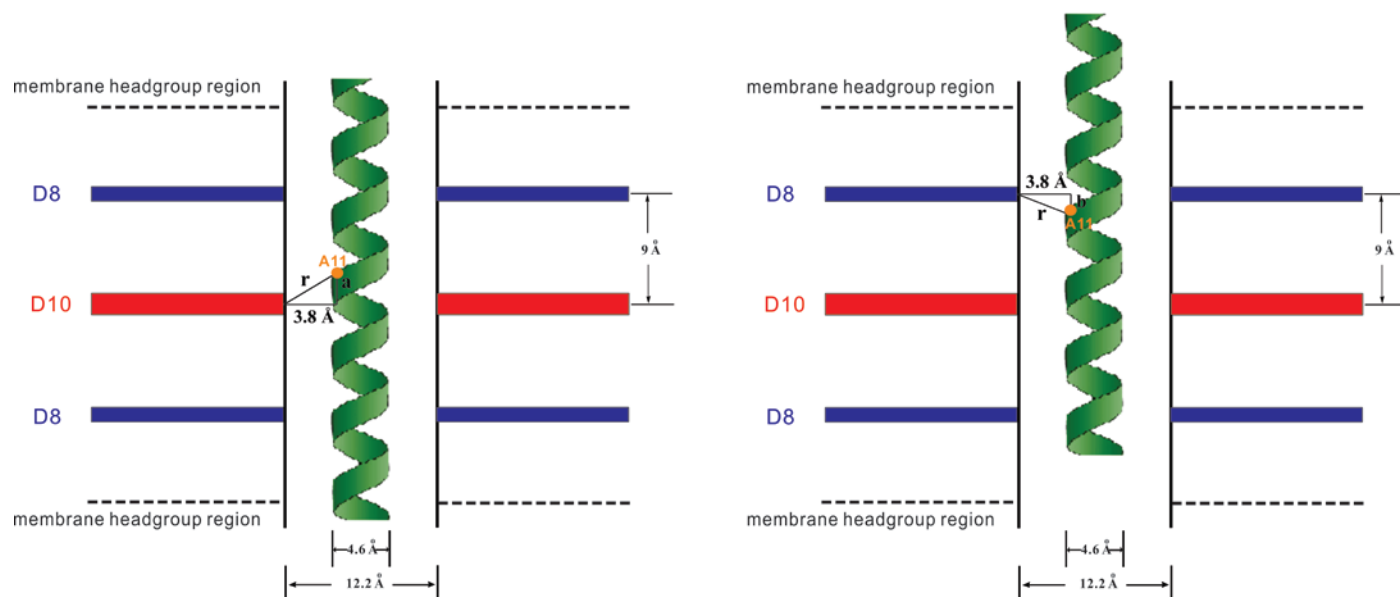 membrane headgroup region
D8
3.8 Å
r
b
A11
9 Å
D10
A11
r
a
3.8 Å
9 Å
D8
membrane headgroup region
4.6 Å
12.2 Å
membrane headgroup region
D8
D10
D8
membrane headgroup region
4.6 Å
12.2 Å